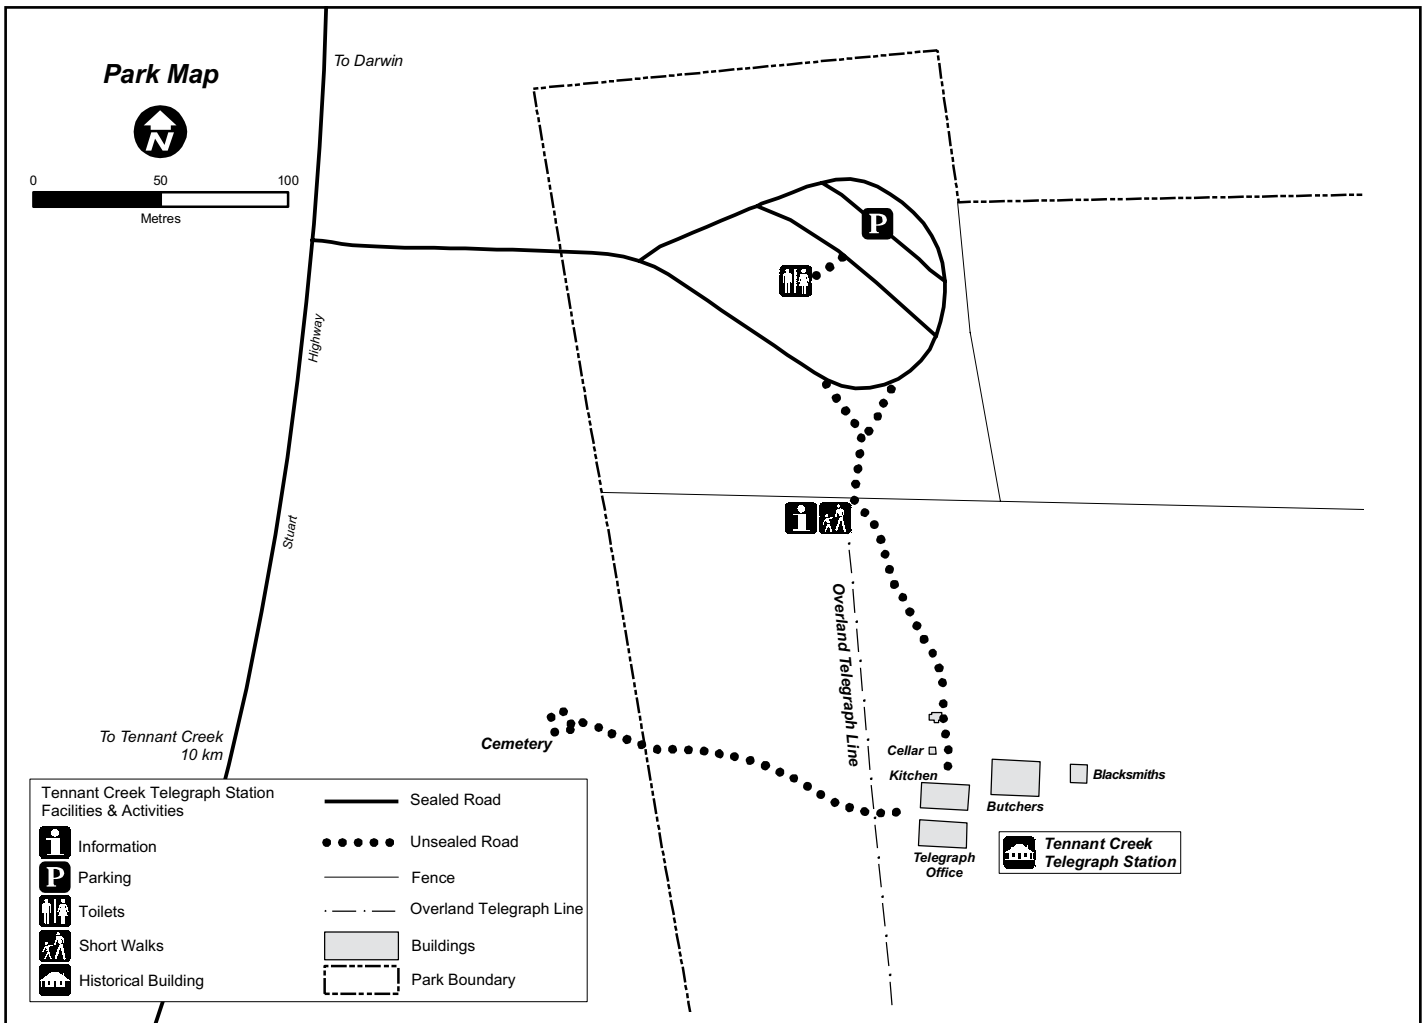 Park Map
N
0 50 100
Metres
To Darwin
P
Highway
Stuart
i
Overland Telegraph Line
To Tennant Creek
10 km
Cemetery
Cellar
Kitchen
Butchers
Blacksmiths
Telegraph
Office
Tennant Creek
Telegraph Station
Tennant Creek Telegraph Station
Facilities & Activities
i Information
P Parking
Toilets
Short Walks
Historical Building
Sealed Road
Unsealed Road
Fence
Overland Telegraph Line
Buildings
Park Boundary